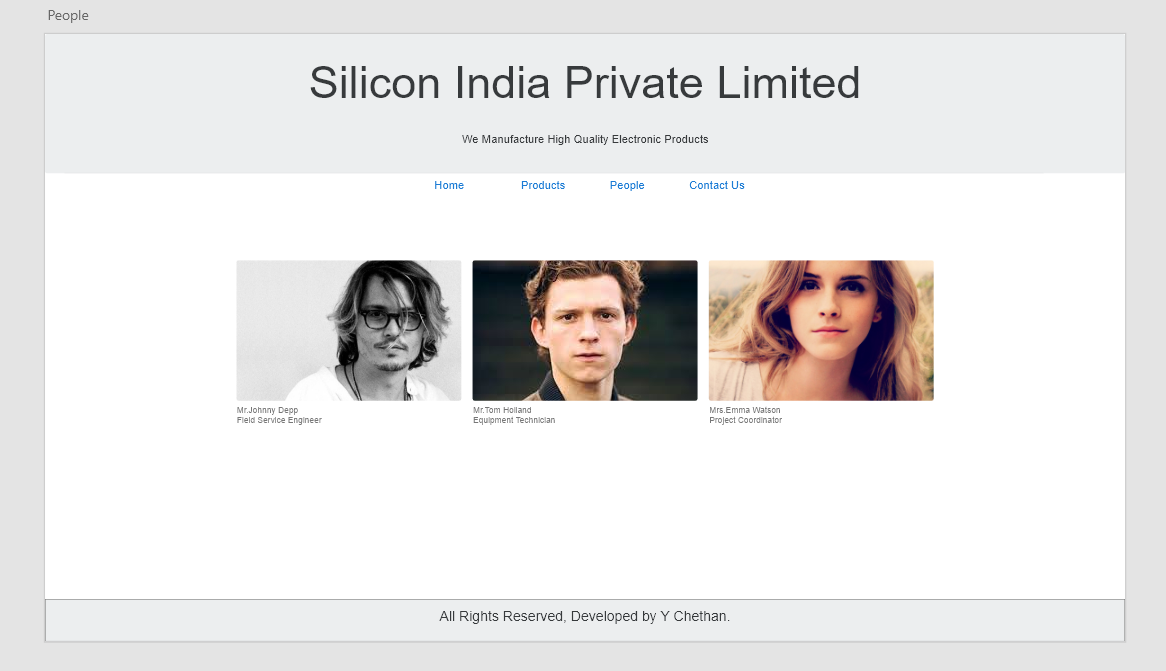 People
Silicon India Private Limited
We Manufacture High Quality Electronic Products
Home Products People Contact Us
Mr.Johnny Depp
Field Service Engineer
Mr.Tom Holland
Equipment Technician
Mrs.Emma Watson
Project Coordinator
All Rights Reserved, Developed by Y Chethan.